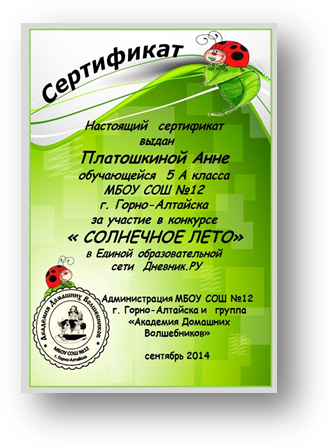 Сертификат
Настоящий сертификат
выдан
Платошкиной Анне
обучающейся 5 А класса
МБОУ СОШ №12
г. Горно-Алтайска
за участие в конкурсе
« СОЛНЕЧНОЕ ЛЕТО»
в Единой образовательной
сети Дневник.РУ
Администрация МБОУ СОШ №12
г. Горно-Алтайска и группа
«Академия Домашних
Волшебников»
сентябрь 2014
Академия Домашних Волшебников
МБОУ СОШ №12
г. Горно-Алтайск